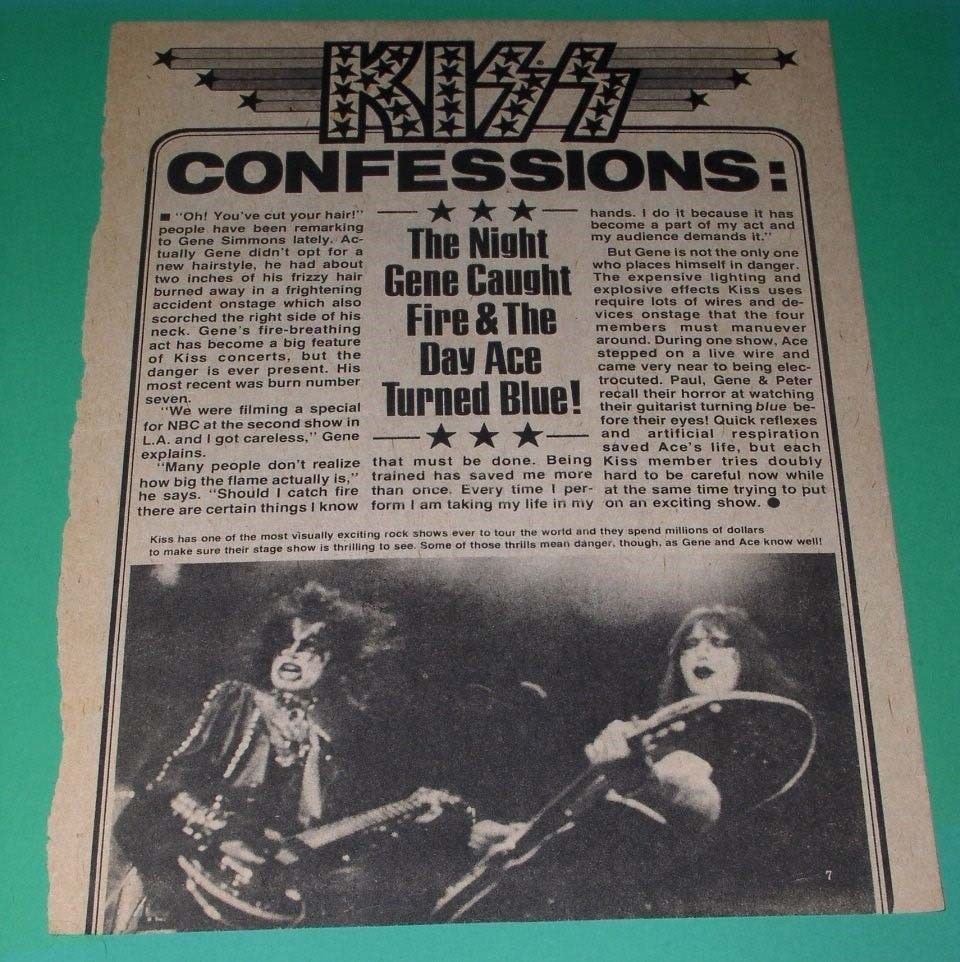 KISS
CONFESSIONS:
■ "Oh! You've cut your hair!"
people have been remarking
to Gene Simmons lately. Ac-
tually Gene didn't opt for a
new hairstyle, he had about
two inches of his frizzy hair
burned away in a frightening
accident onstage which also
scorched the right side of his
neck. Gene's fire-breathing
act has become a big feature
of Kiss concerts, but the
danger is ever present. His
most recent was burn number
seven.
"We were filming a special
for NBC at the second show in
L.A. and I got careless," Gene
explains.
"Many people don't realize
how big the flame actually is,"
he says. "Should I catch fire
there are certain things I know
The Night
Gene Caught
Fire & The
Day Ace
Turned Blue!
that must be done. Being
trained has saved me more
than once. Every time I per-
form I am taking my life in my
hands. I do it because it has
become a part of my act and
my audience demands it."
But Gene is not the only one
who places himself in danger.
The expensive lighting and
explosive effects Kiss uses
require lots of wires and de-
vices onstage that the four
members must manuever
around. During one show, Ace
stepped on a live wire and
came very near to being elec-
trocuted. Paul, Gene & Peter
recall their horror at watching
their guitarist turning blue be-
fore their eyes! Quick reflexes
and artificial respiration
saved Ace's life, but each
Kiss member tries doubly
hard to be careful now while
at the same time trying to put
on an exciting show. ●
Kiss has one of the most visually exciting rock shows ever to tour the world and they spend millions of dollars
to make sure their stage show is thrilling to see. Some of those thrills mean danger, though, as Gene and Ace know well!
7